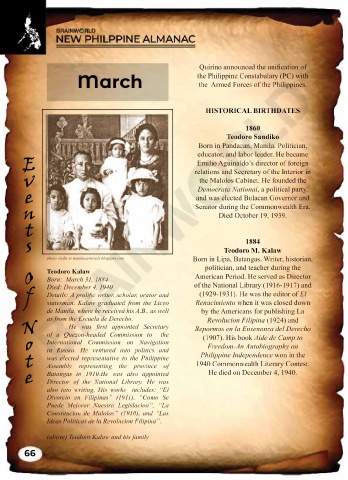 BRAINWORLD
NEW PHILPPINE ALMANAC
March
Events Of Note
Teodoro Kalaw
Born: March 31, 1884
Died: December 4, 1940
Details: A prolific writer, scholar, orator and
statesman. Kalaw graduated from the Liceo
de Manila, where he received his A.B., as well
as from the Escuela de Derecho.
He was first appointed Secretary
of a Quezon-headed Commission to the
International Commission on Navigation
in Russia. He ventured into politics and
was elected representative to the Philippine
Assembly representing the province of
Batangas in 1910.He was also appointed
Director of the National Library. He was
also into writing. His works includes: "El
Divorcio en Filipinas" (1911), "Como Se
Puede Mejorar Nuestra Legislacion", "La
Constitucion de Malolos" (1910), and "Las
Ideas Politicas de la Revolucion Filipina".
(above) Teodoro Kalaw and his family
66
Quirino announced the unification of
the Philippine Constabulary (PC) with
the Armed Forces of the Philippines.
HISTORICAL BIRTHDATES
1860
Teodoro Sandiko
Born in Pandacan, Manila. Politician,
educator, and labor leader. He became
Emilio Aguinaldo's director of foreign
relations and Secretary of the Interior in
the Malolos Cabinet. He founded the
Democrata National, a political party,
and was elected Bulacan Governor and
Senator during the Commonwealth Era.
Died October 19, 1939.
1884
Teodoro M. Kalaw
Born in Lipa, Batangas. Writer, historian,
politician, and teacher during the
American Period. He served as Director
of the National Library (1916-1917) and
(1929-1931). He was the editor of El
Renacimiento when it was closed down
by the Americans for publishing La
Revolucion Filipina (1924) and
Reformas en la Ensenanza del Derecho
(1907). His book Aide de Camp to
Freedom-An Autobiography on
Philippine Independence won in the
1940 Commonwealth Literary Contest.
He died on December 4, 1940.